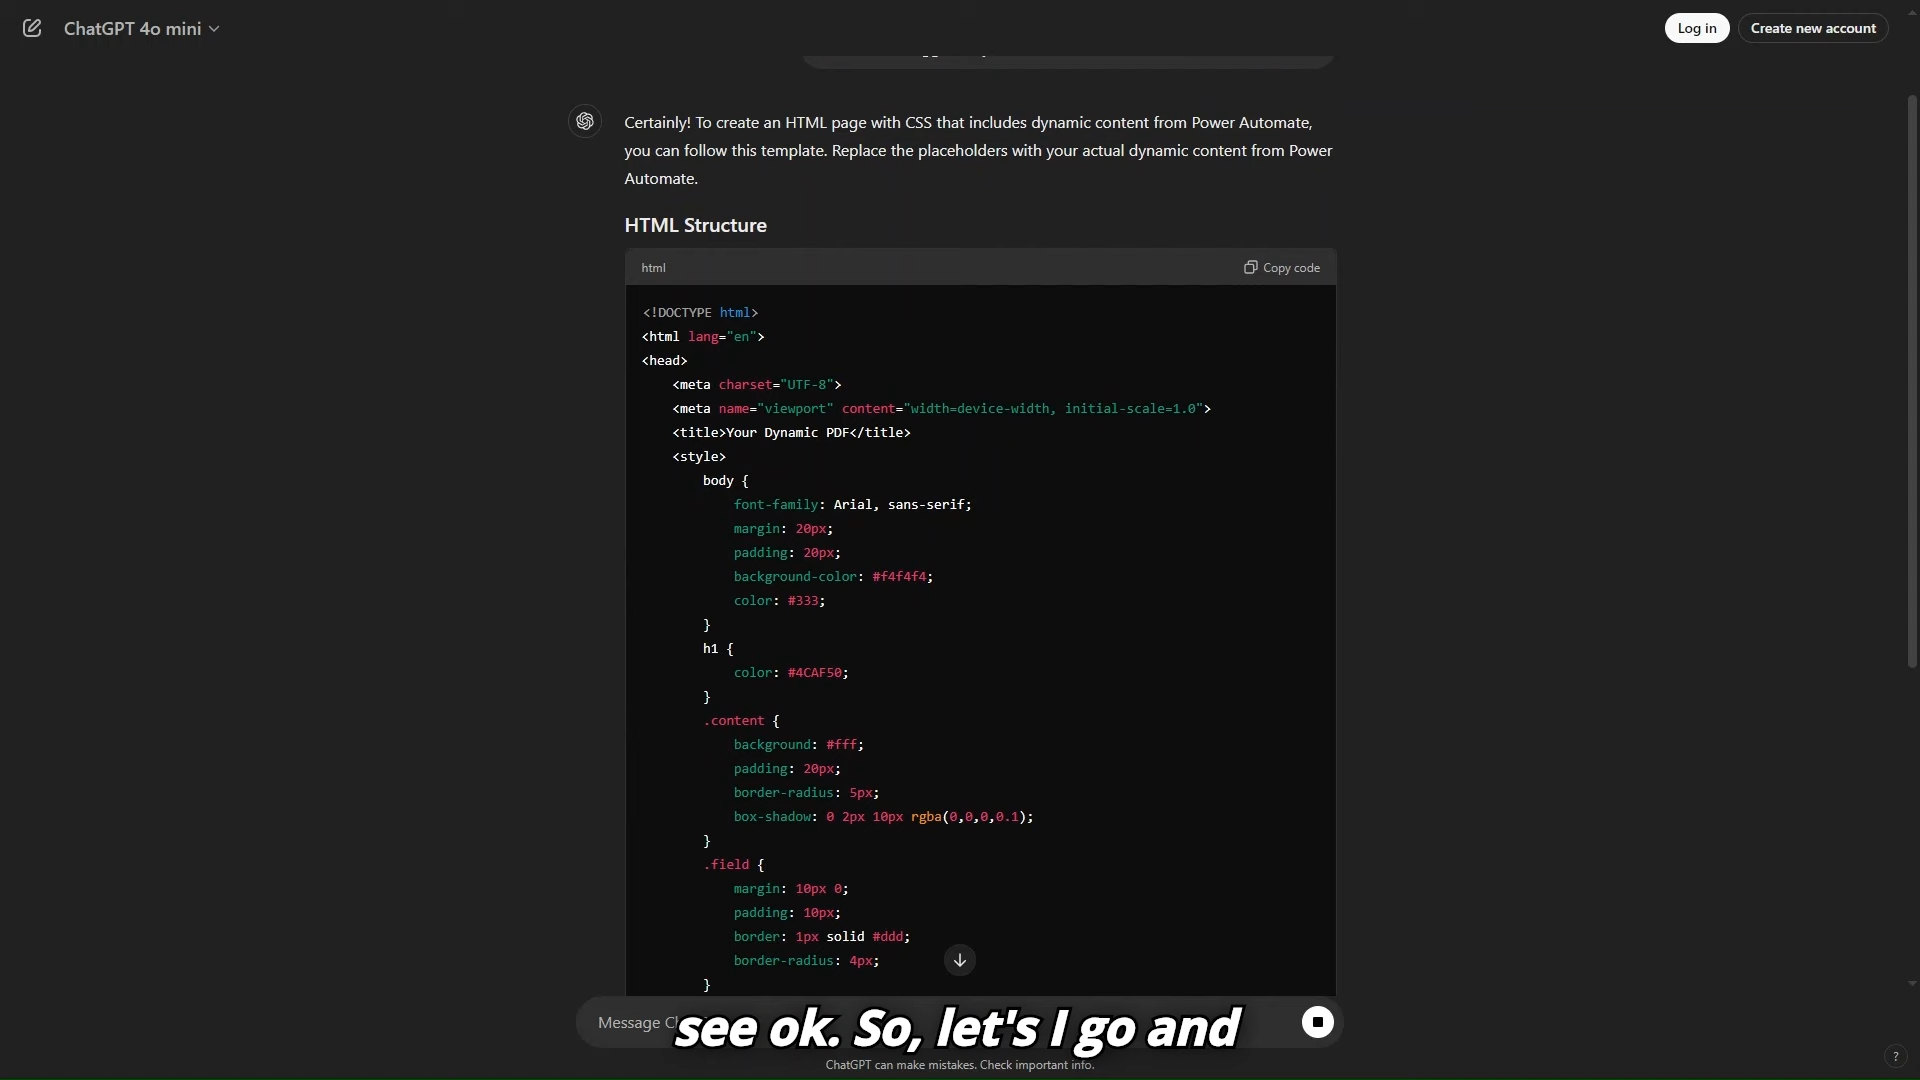 ChatGPT 4o mini
Log in
Create new account
Certainly! To create an HTML page with CSS that includes dynamic content from Power Automate,
you can follow this template. Replace the placeholders with your actual dynamic content from Power
Automate.
HTML Structure
html
Copy code
<!DOCTYPE html>
<html lang="en">
<head>
    <meta charset="UTF-8">
    <meta name="viewport" content="width=device-width, initial-scale=1.0">
    <title>Your Dynamic PDF</title>
    <style>
        body {
            font-family: Arial, sans-serif;
            margin: 20px;
            padding: 20px;
            background-color: #f4f4f4;
            color: #333;
        }
        h1 {
            color: #4CAF50;
        }
        .content {
            background: #fff;
            padding: 20px;
            border-radius: 5px;
            box-shadow: 0 2px 10px rgba(0,0,0,0.1);
        }
        .field {
            margin: 10px 0;
            padding: 10px;
            border: 1px solid #ddd;
            border-radius: 4px;
        }
Message
see ok. So, let's I go and
ChatGPT can make mistakes. Check important info.
?